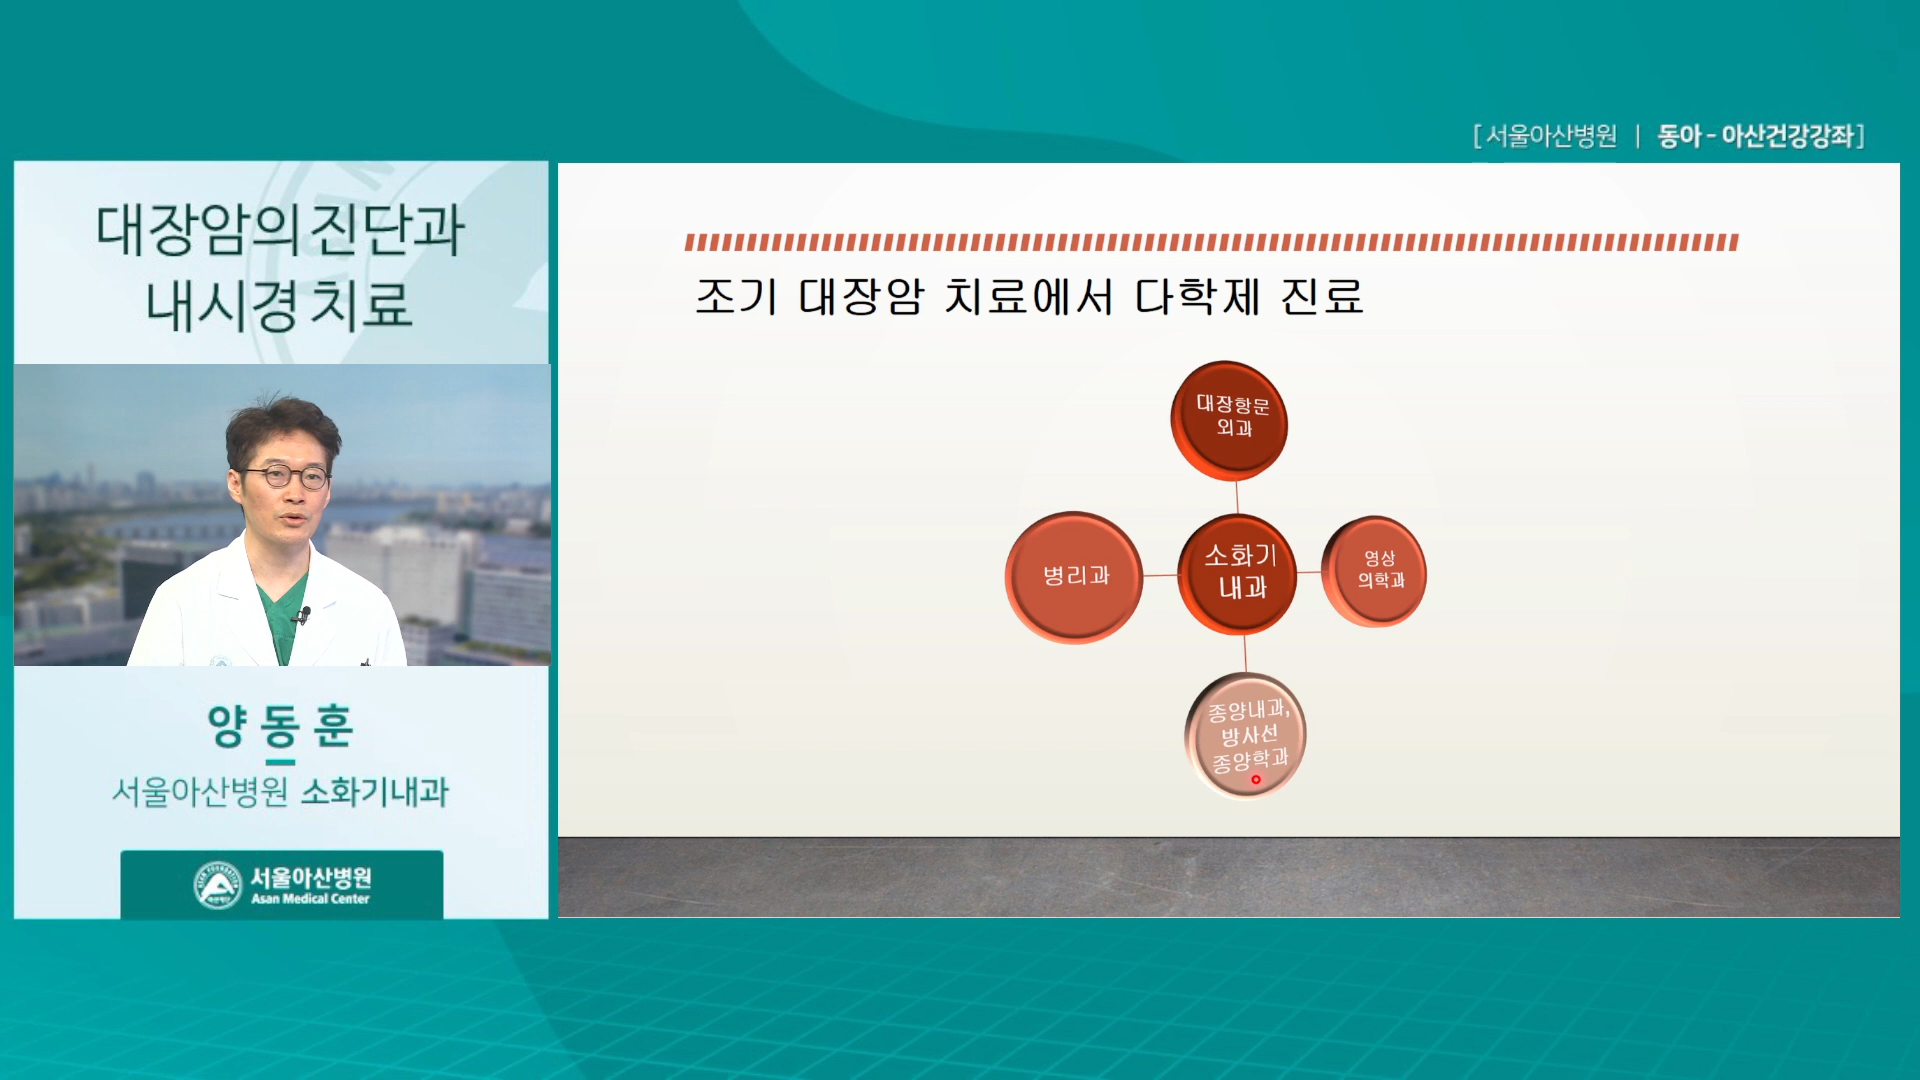 [ 서울아산병원 | 동아 - 아산건강강좌 ]
대장암의 진단과
내시경 치료
양 동 훈
서울아산병원 소화기내과
서울아산병원
Asan Medical Center
조기 대장암 치료에서 다학제 진료
대장항문
외과
병리과
소화기
내과
영상
의학과
종양내과,
방사선
종양학과